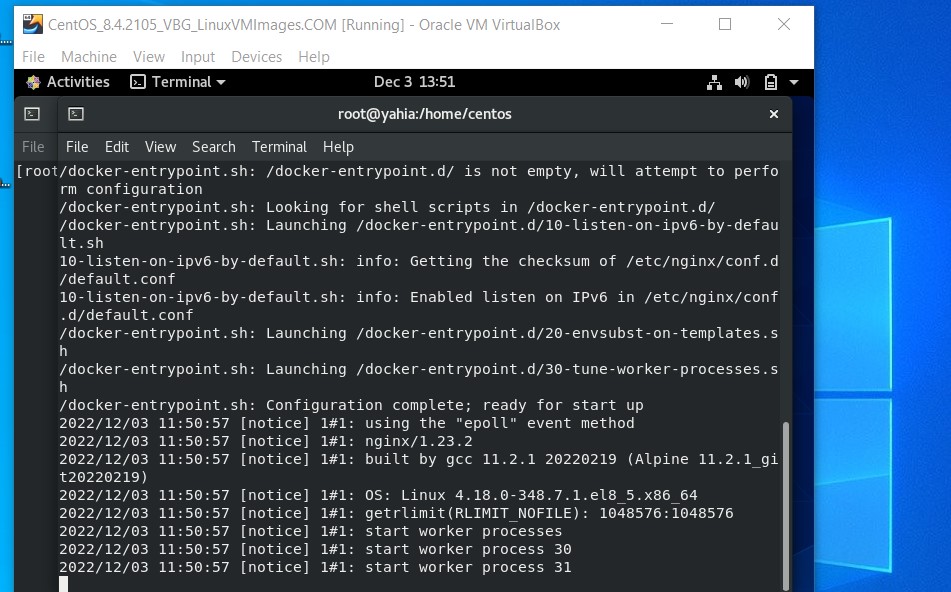 CentOS_8.4.2105_VBG_LinuxVMImages.COM [Running] - Oracle VM VirtualBox
File Machine View Input Devices Help
Activities Terminal Dec 3 13:51
root@yahia:/home/centos
File File Edit View Search Terminal Help
[root/docker-entrypoint.sh: /docker-entrypoint.d/ is not empty, will attempt to perfo
rm configuration
/docker-entrypoint.sh: Looking for shell scripts in /docker-entrypoint.d/
/docker-entrypoint.sh: Launching /docker-entrypoint.d/10-listen-on-ipv6-by-defau
lt.sh
10-listen-on-ipv6-by-default.sh: info: Getting the checksum of /etc/nginx/conf.d
/default.conf
10-listen-on-ipv6-by-default.sh: info: Enabled listen on IPv6 in /etc/nginx/conf
.d/default.conf
/docker-entrypoint.sh: Launching /docker-entrypoint.d/20-envsubst-on-templates.s
h
/docker-entrypoint.sh: Launching /docker-entrypoint.d/30-tune-worker-processes.s
h
/docker-entrypoint.sh: Configuration complete; ready for start up
2022/12/03 11:50:57 [notice] 1#1: using the "epoll" event method
2022/12/03 11:50:57 [notice] 1#1: nginx/1.23.2
2022/12/03 11:50:57 [notice] 1#1: built by gcc 11.2.1 20220219 (Alpine 11.2.1_gi
t20220219)
2022/12/03 11:50:57 [notice] 1#1: OS: Linux 4.18.0-348.7.1.el8_5.x86_64
2022/12/03 11:50:57 [notice] 1#1: getrlimit(RLIMIT_NOFILE): 1048576:1048576
2022/12/03 11:50:57 [notice] 1#1: start worker processes
2022/12/03 11:50:57 [notice] 1#1: start worker process 30
2022/12/03 11:50:57 [notice] 1#1: start worker process 31